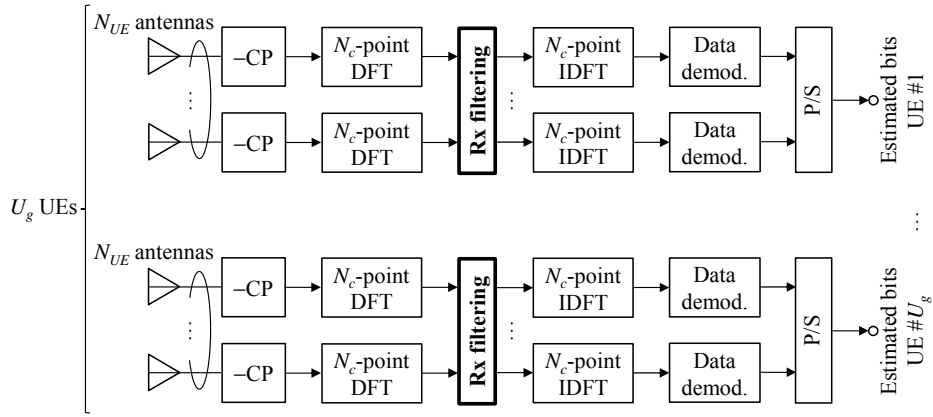 N_UE antennas
–CP
N_c-point
DFT
Rx filtering
N_c-point
IDFT
Data
demod.
P/S
Estimated bits
UE #1
...
...
–CP
N_c-point
DFT
N_c-point
IDFT
Data
demod.
U_g UEs
...
N_UE antennas
–CP
N_c-point
DFT
Rx filtering
N_c-point
IDFT
Data
demod.
P/S
Estimated bits
UE #U_g
...
...
–CP
N_c-point
DFT
N_c-point
IDFT
Data
demod.